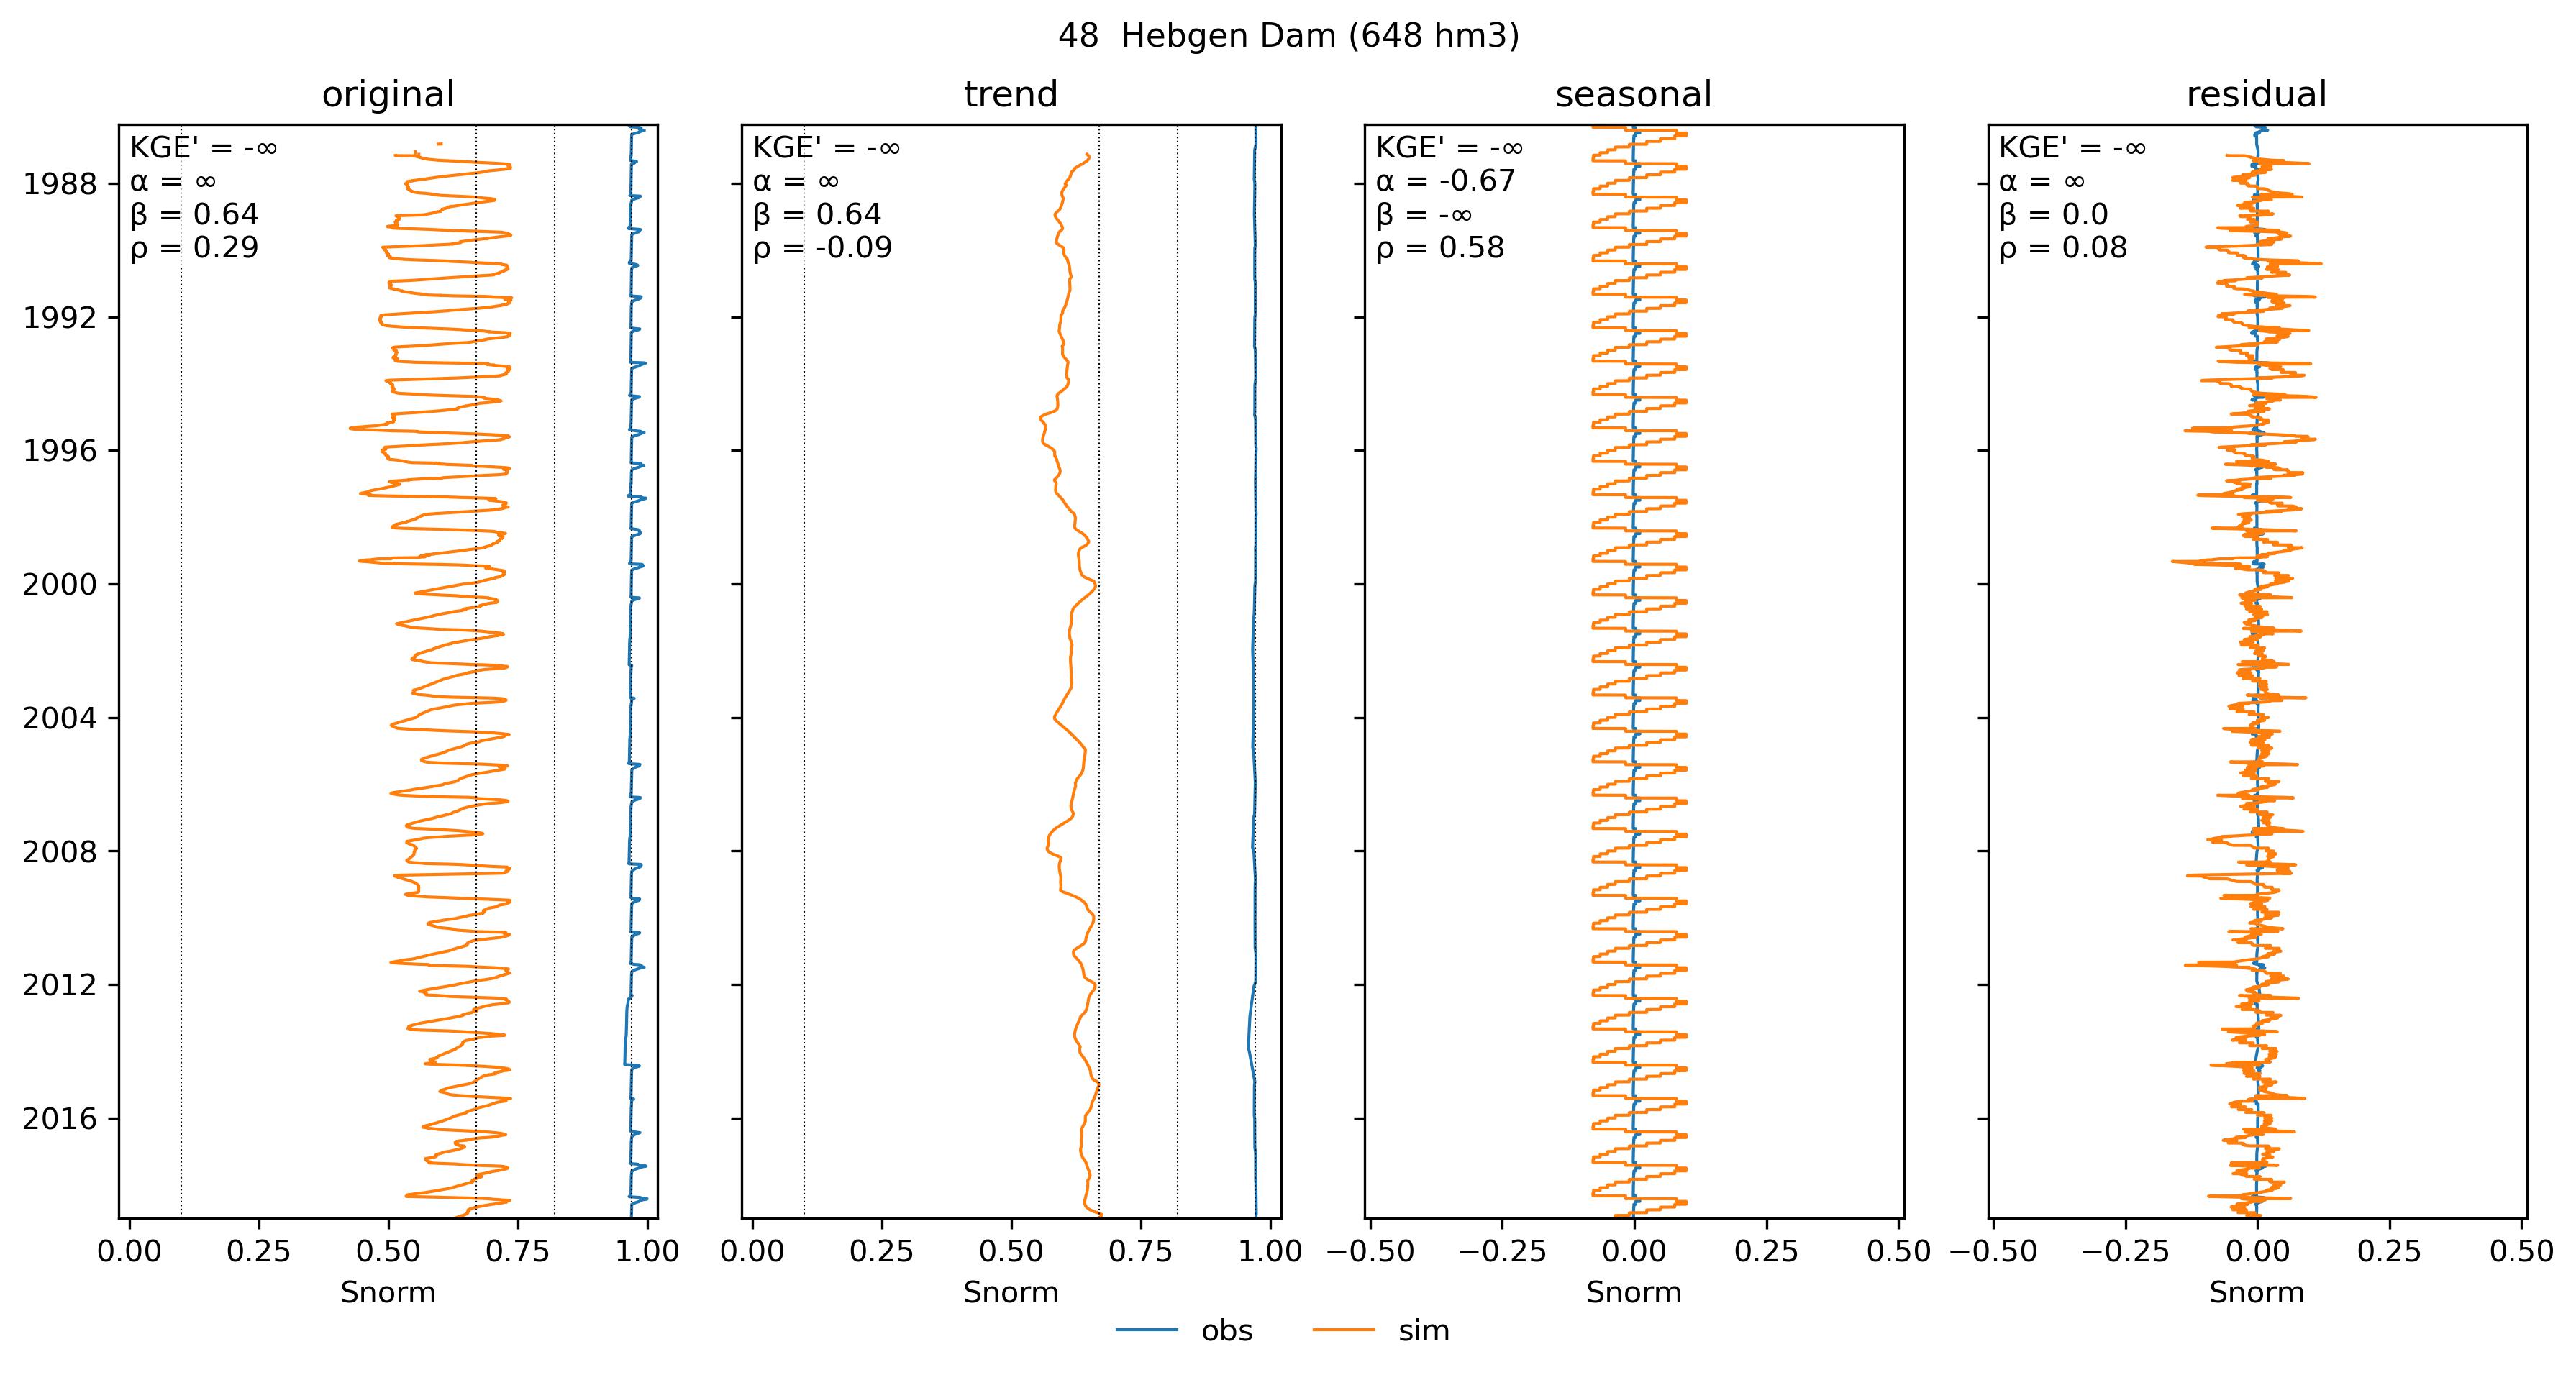 48  Hebgen Dam (648 hm3)
original
trend
seasonal
residual
KGE' = -∞
α = ∞
β = 0.64
ρ = 0.29
KGE' = -∞
α = ∞
β = 0.64
ρ = -0.09
KGE' = -∞
α = -0.67
β = -∞
ρ = 0.58
KGE' = -∞
α = ∞
β = 0.0
ρ = 0.08
1988
1992
1996
2000
2004
2008
2012
2016
0.00 0.25 0.50 0.75 1.00
0.00 0.25 0.50 0.75 1.00
−0.50 −0.25 0.00 0.25 0.50
−0.50 −0.25 0.00 0.25 0.50
Snorm
Snorm
Snorm
Snorm
obs
sim